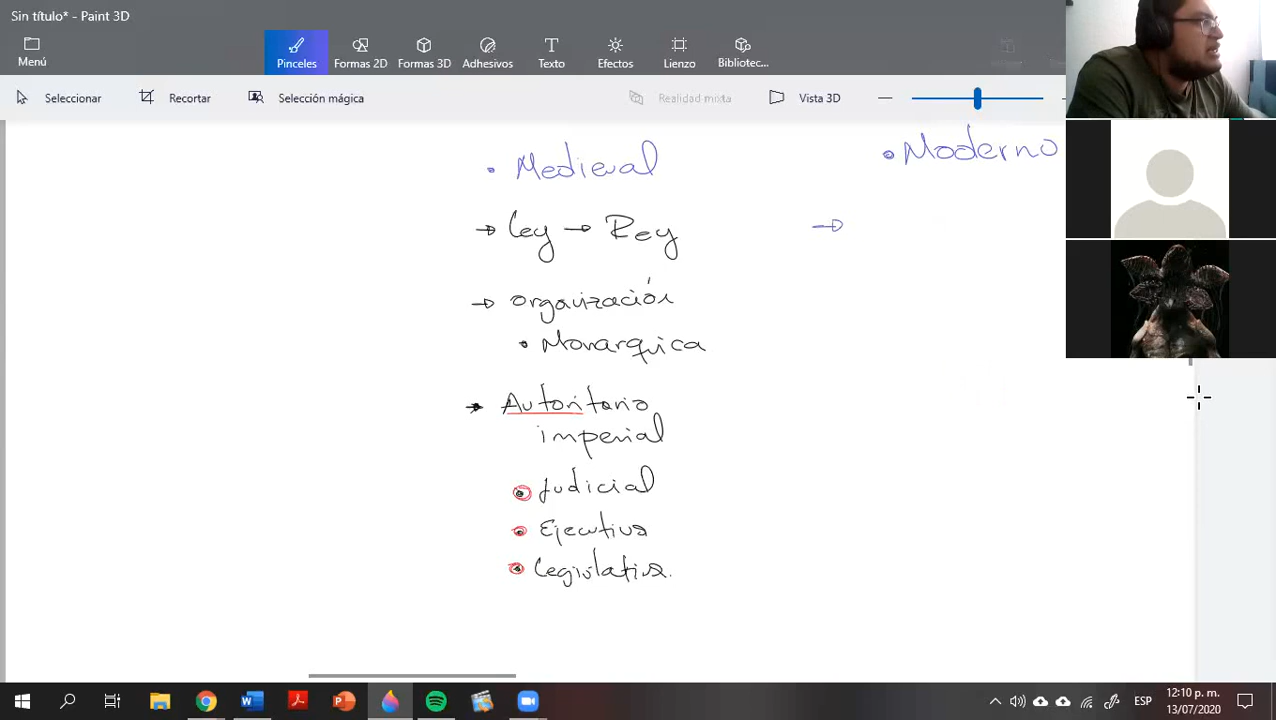 Sin título* - Paint 3D
Menú
Pinceles
Formas 2D
Formas 3D
Adhesivos
Texto
Efectos
Lienzo
Bibliotec...
Seleccionar
Recortar
Selección mágica
Realidad mixta
Vista 3D
• Medieval
• Moderno
→ Ley → Rey
→
→ Organización
• Monarquica
→ Autoritario
imperial
• Judicial
• Ejecutiva
• Legislativa.
ESP
12:10 p. m.
13/07/2020